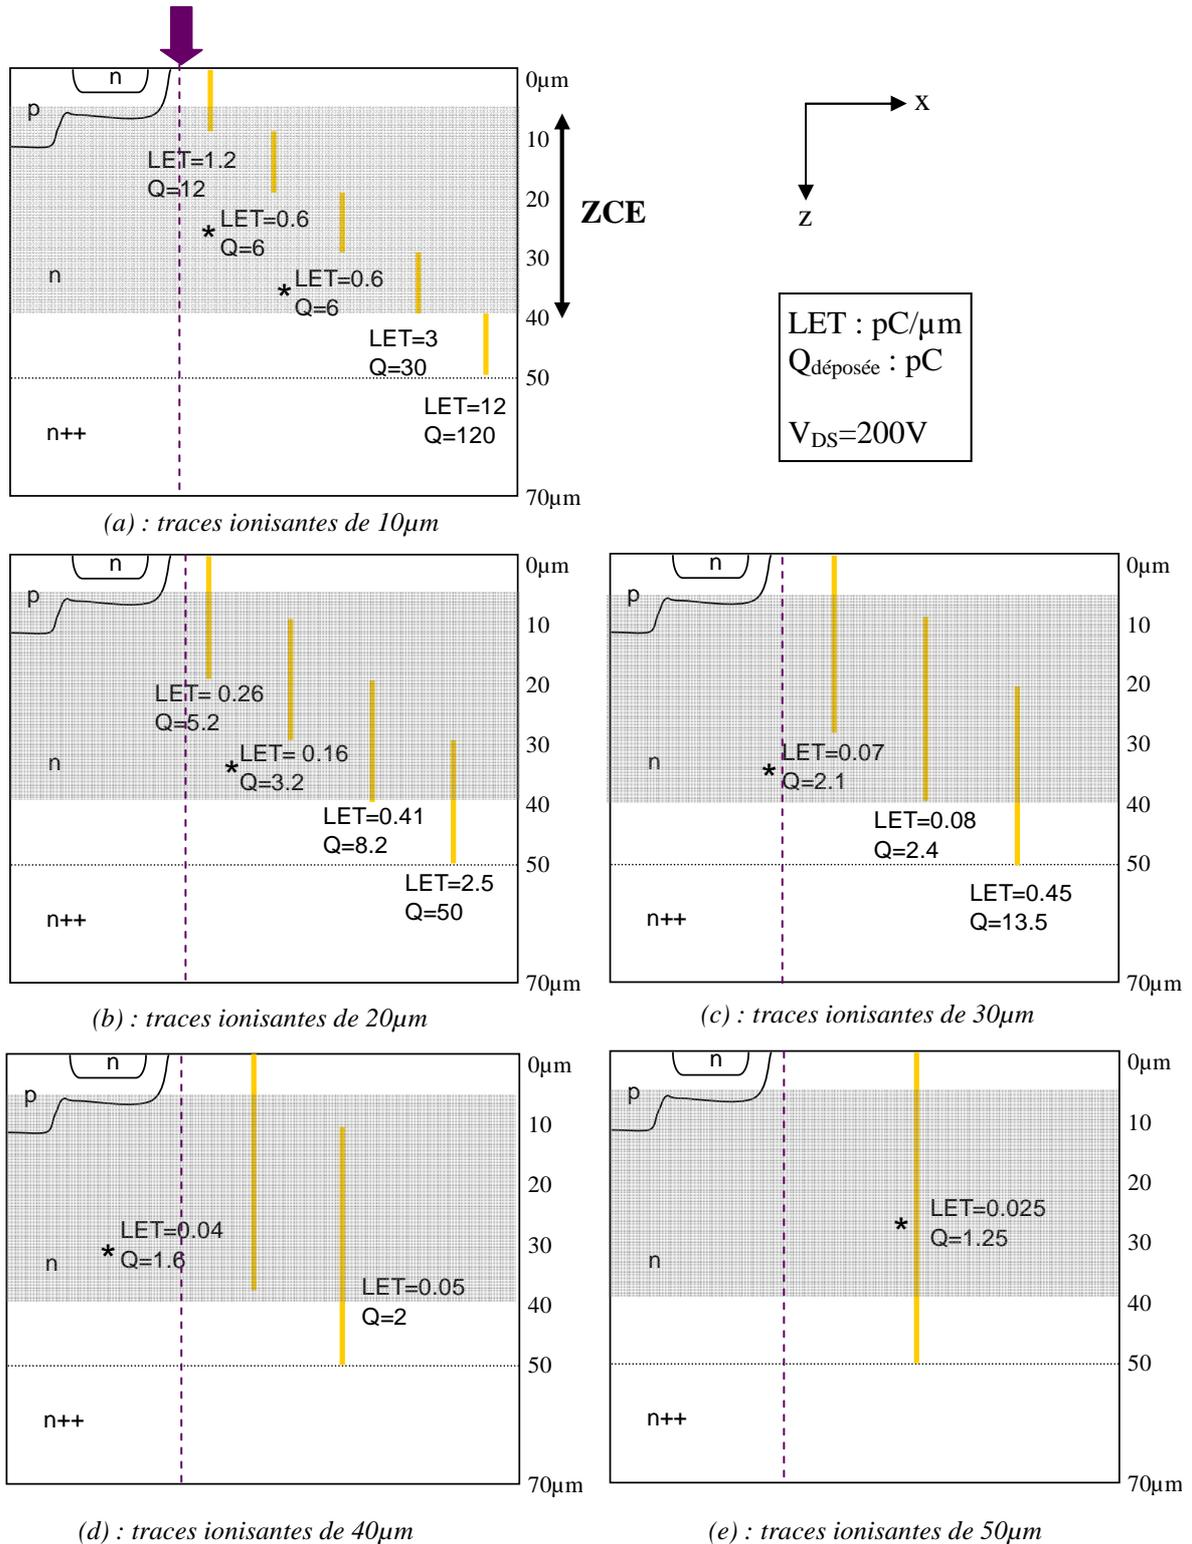 n
0µm
p
x
10
LET=1.2
Q=12
20
LET=0.6
Q=6
z
ZCE
30
n
* LET=0.6
Q=6
*
40
LET=3
Q=30
50
LET=12
Q=120
n++
70µm
LET : pC/µm
Qdéposée : pC
VDS=200V
(a) : traces ionisantes de 10µm
n
0µm
p
10
20
LET= 0.26
Q=5.2
30
n
* LET= 0.16
Q=3.2
40
LET=0.41
Q=8.2
50
LET=2.5
Q=50
n++
70µm
(b) : traces ionisantes de 20µm
n
0µm
p
10
20
30
n
* LET=0.07
Q=2.1
40
LET=0.08
Q=2.4
50
LET=0.45
Q=13.5
n++
70µm
(c) : traces ionisantes de 30µm
n
0µm
p
10
20
* LET=0.04
Q=1.6
30
n
LET=0.05
Q=2
40
50
n++
70µm
(d) : traces ionisantes de 40µm
n
0µm
p
10
20
* LET=0.025
Q=1.25
30
n
40
50
n++
70µm
(e) : traces ionisantes de 50µm